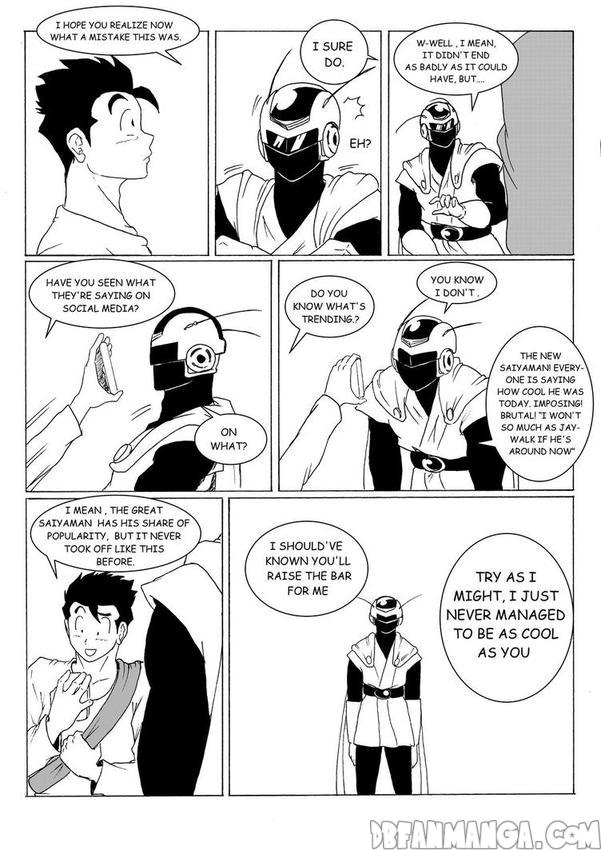 I HOPE YOU REALIZE NOW
WHAT A MISTAKE THIS WAS.
I SURE
DO.
EH?
W-WELL , I MEAN,
IT DIDN'T END
AS BADLY AS IT COULD
HAVE, BUT....
HAVE YOU SEEN WHAT
THEY'RE SAYING ON
SOCIAL MEDIA?
ON
WHAT?
DO YOU
KNOW WHAT'S
TRENDING.?
YOU KNOW
I DON'T .
THE NEW
SAIYAMAN! EVERY-
ONE IS SAYING
HOW COOL HE WAS
TODAY. IMPOSING!
BRUTAL! "I WON'T
SO MUCH AS JAY-
WALK IF HE'S
AROUND NOW"
I MEAN , THE GREAT
SAIYAMAN HAS HIS SHARE OF
POPULARITY, BUT IT NEVER
TOOK OFF LIKE THIS
BEFORE.
I SHOULD'VE
KNOWN YOU'LL
RAISE THE BAR
FOR ME
TRY AS I
MIGHT, I JUST
NEVER MANAGED
TO BE AS COOL
AS YOU
DBFANMANGA.COM